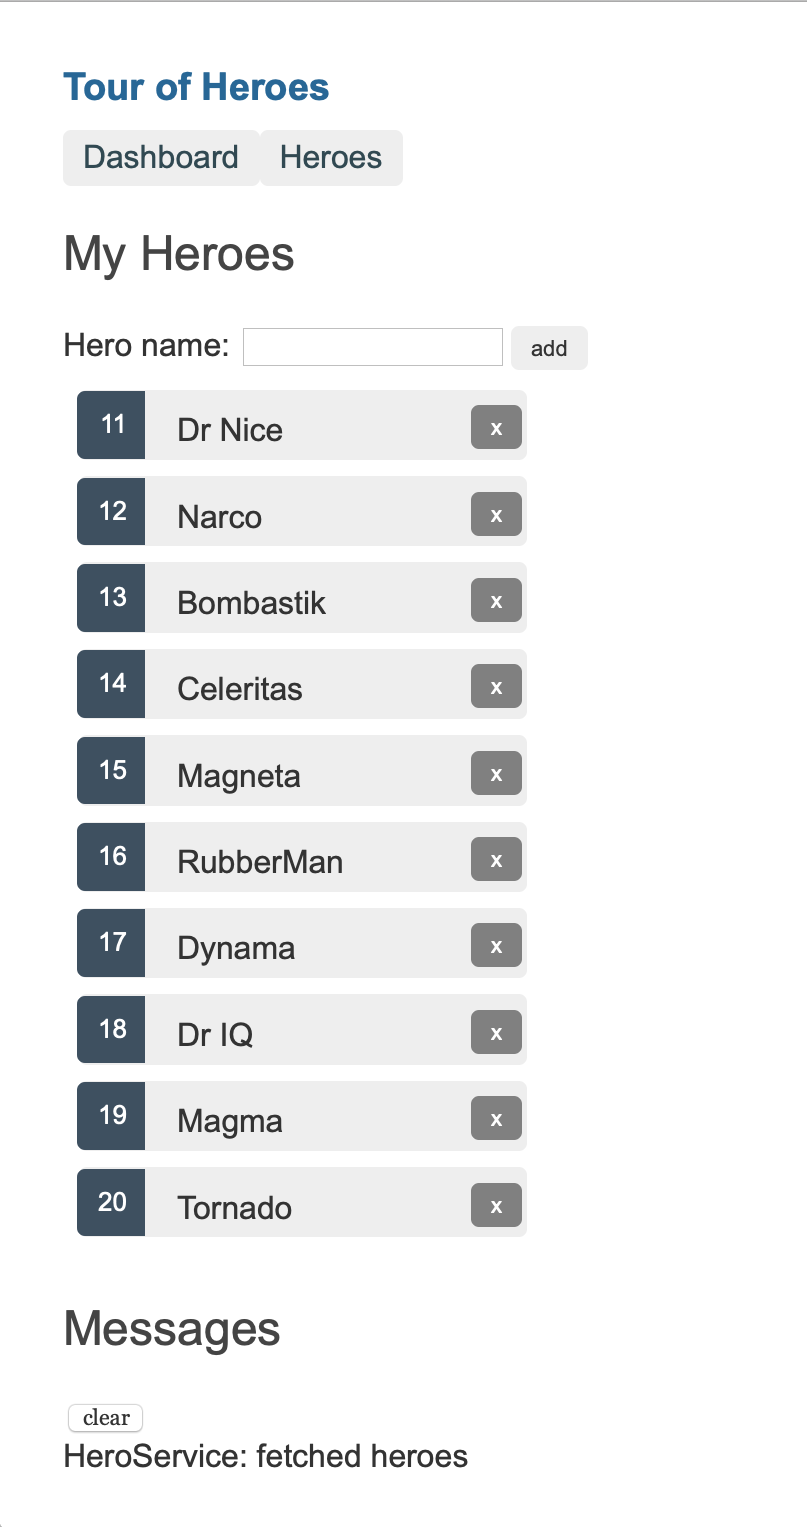 Tour of Heroes
Dashboard Heroes
My Heroes
Hero name: add
11 Dr Nice x
12 Narco x
13 Bombastik x
14 Celeritas x
15 Magneta x
16 RubberMan x
17 Dynama x
18 Dr IQ x
19 Magma x
20 Tornado x
Messages
clear
HeroService: fetched heroes